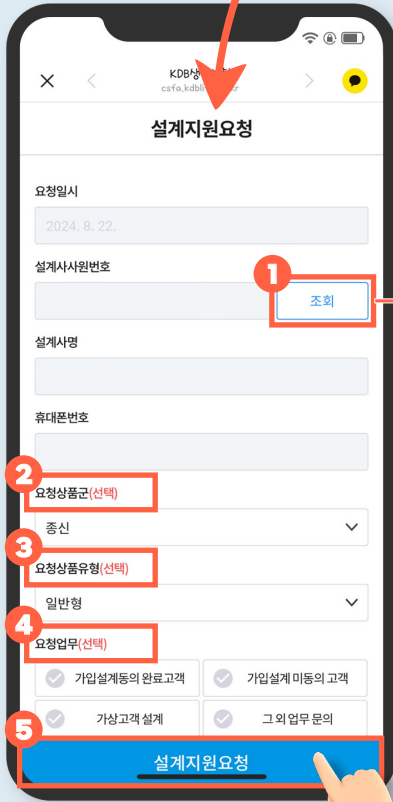 KDB생
csfa.kdbli
설계지원요청
요청일시
2024. 8. 22.
설계사사원번호
1
조회
설계사명
휴대폰번호
2
요청상품군(선택)
종신
3
요청상품유형(선택)
일반형
4
요청업무(선택)
가입설계동의 완료고객
가입설계 미동의 고객
가상고객 설계
그 외 업무 문의
5
설계지원요청